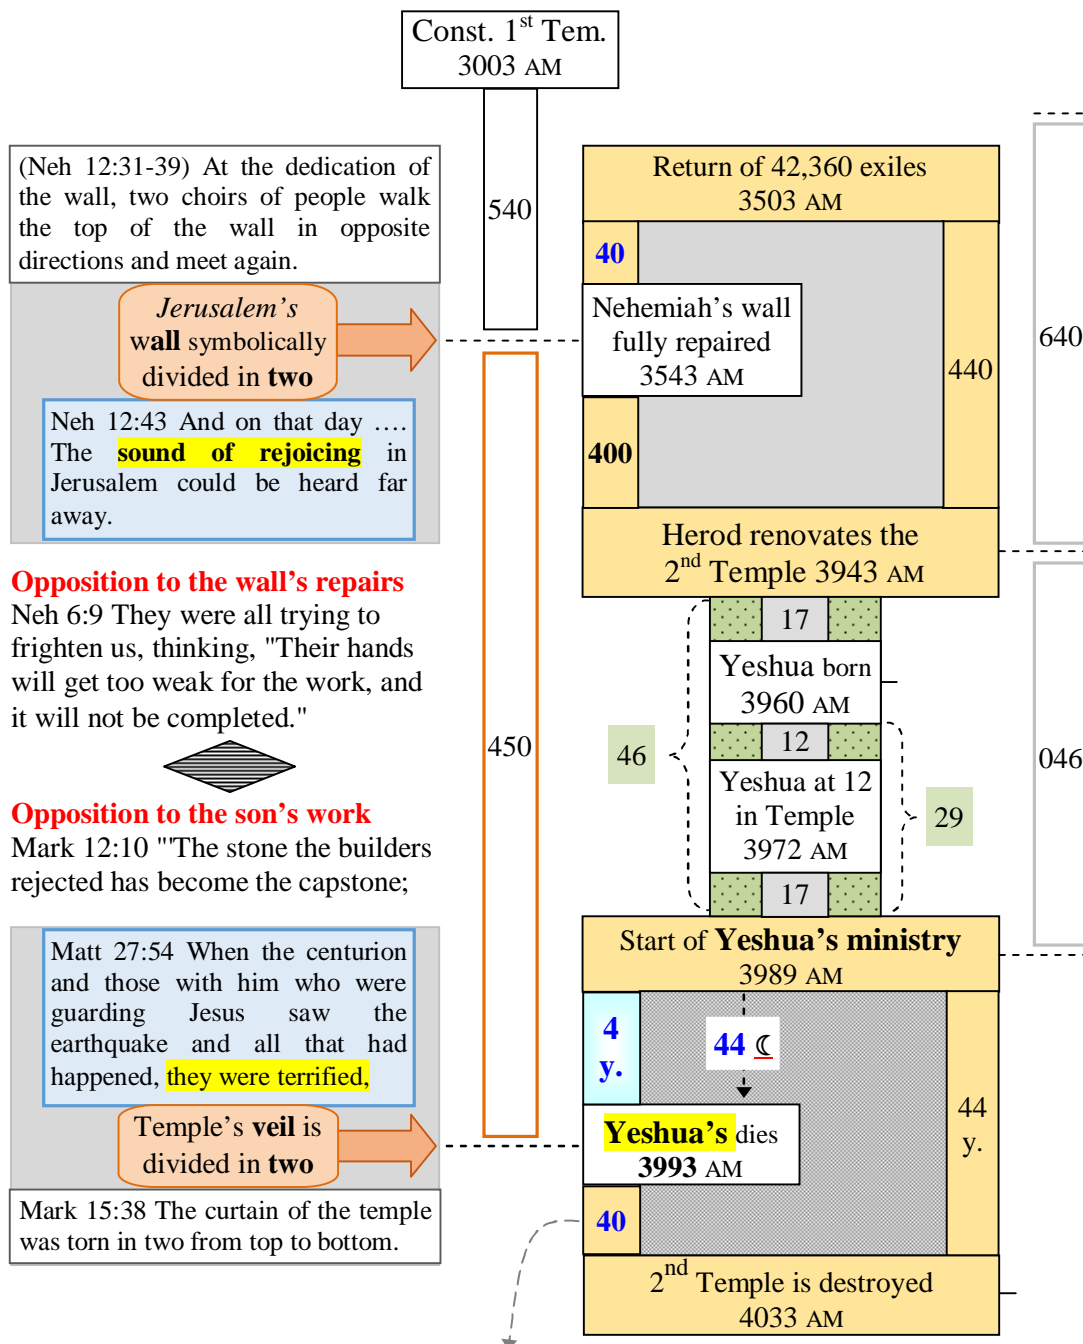 Const. 1st Tem.
3003 AM
540
(Neh 12:31-39) At the dedication of
the wall, two choirs of people walk
the top of the wall in opposite
directions and meet again.
Jerusalem's
wall symbolically
divided in two
Neh 12:43 And on that day ….
The sound of rejoicing in
Jerusalem could be heard far
away.
Opposition to the wall's repairs
Neh 6:9 They were all trying to
frighten us, thinking, "Their hands
will get too weak for the work, and
it will not be completed."
Opposition to the son's work
Mark 12:10 "'The stone the builders
rejected has become the capstone;
Matt 27:54 When the centurion
and those with him who were
guarding Jesus saw the
earthquake and all that had
happened, they were terrified,
Temple's veil is
divided in two
Mark 15:38 The curtain of the temple
was torn in two from top to bottom.
450
Return of 42,360 exiles
3503 AM
40
Nehemiah's wall
fully repaired
3543 AM
400
440
Herod renovates the
2nd Temple 3943 AM
17
Yeshua born
3960 AM
12
Yeshua at 12
in Temple
3972 AM
17
46
29
Start of Yeshua's ministry
3989 AM
4
y.
44 ☾
Yeshua's dies
3993 AM
40
44
y.
2nd Temple is destroyed
4033 AM
640
046